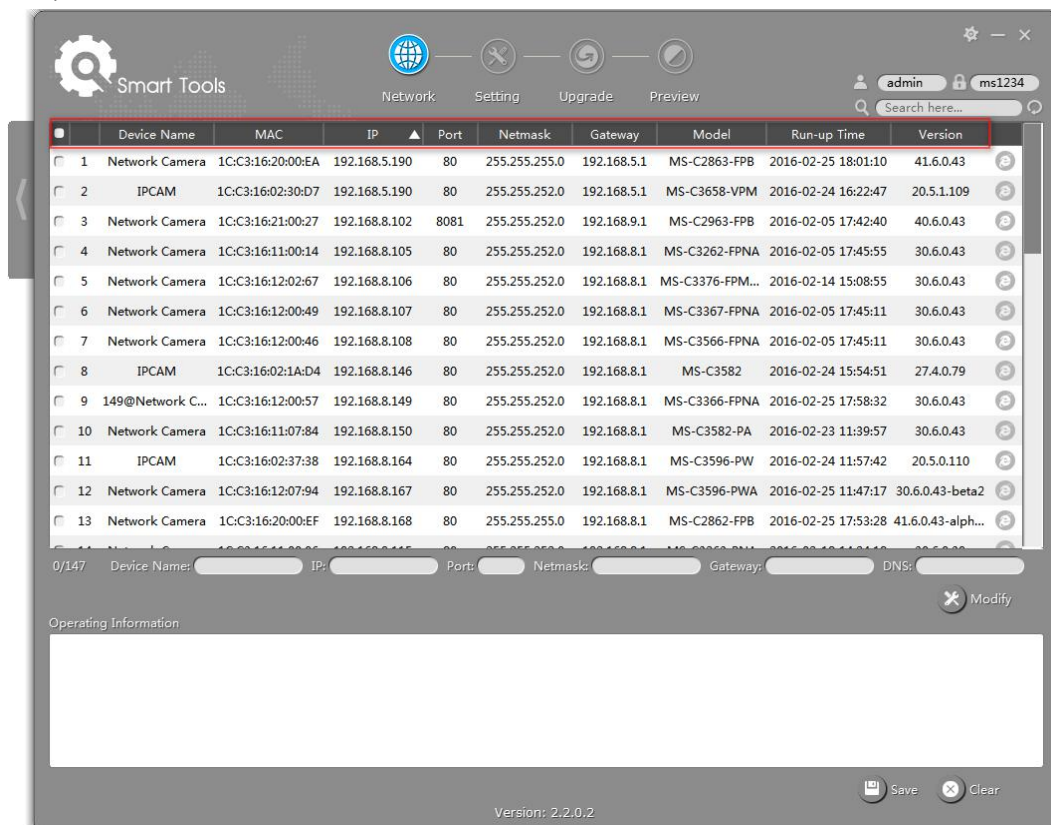 Smart Tools
Network Setting Upgrade Preview
admin ms1234
Search here...
Device Name MAC IP Port Netmask Gateway Model Run-up Time Version
1 Network Camera 1C:C3:16:20:00:EA 192.168.5.190 80 255.255.255.0 192.168.5.1 MS-C2863-FPB 2016-02-25 18:01:10 41.6.0.43
2 IPCAM 1C:C3:16:02:30:D7 192.168.5.190 80 255.255.252.0 192.168.5.1 MS-C3658-VPM 2016-02-24 16:22:47 20.5.1.109
3 Network Camera 1C:C3:16:21:00:27 192.168.8.102 8081 255.255.252.0 192.168.9.1 MS-C2963-FPB 2016-02-05 17:42:40 40.6.0.43
4 Network Camera 1C:C3:16:11:00:14 192.168.8.105 80 255.255.252.0 192.168.8.1 MS-C3262-FPNA 2016-02-05 17:45:55 30.6.0.43
5 Network Camera 1C:C3:16:12:02:67 192.168.8.106 80 255.255.252.0 192.168.8.1 MS-C3376-FPM... 2016-02-14 15:08:55 30.6.0.43
6 Network Camera 1C:C3:16:12:00:49 192.168.8.107 80 255.255.252.0 192.168.8.1 MS-C3367-FPNA 2016-02-05 17:45:11 30.6.0.43
7 Network Camera 1C:C3:16:12:00:46 192.168.8.108 80 255.255.252.0 192.168.8.1 MS-C3566-FPNA 2016-02-05 17:45:11 30.6.0.43
8 IPCAM 1C:C3:16:02:1A:D4 192.168.8.146 80 255.255.252.0 192.168.8.1 MS-C3582 2016-02-24 15:54:51 27.4.0.79
9 149@Network C... 1C:C3:16:12:00:57 192.168.8.149 80 255.255.252.0 192.168.8.1 MS-C3366-FPNA 2016-02-25 17:58:32 30.6.0.43
10 Network Camera 1C:C3:16:11:07:84 192.168.8.150 80 255.255.252.0 192.168.8.1 MS-C3582-PA 2016-02-23 11:39:57 30.6.0.43
11 IPCAM 1C:C3:16:02:37:38 192.168.8.164 80 255.255.252.0 192.168.8.1 MS-C3596-PW 2016-02-24 11:57:42 20.5.0.110
12 Network Camera 1C:C3:16:12:07:94 192.168.8.167 80 255.255.252.0 192.168.8.1 MS-C3596-PWA 2016-02-25 11:47:17 30.6.0.43-beta2
13 Network Camera 1C:C3:16:20:00:EF 192.168.8.168 80 255.255.252.0 192.168.8.1 MS-C2862-FPB 2016-02-25 17:53:28 41.6.0.43-alph...
0/147 Device Name: IP: Port: Netmask: Gateway: DNS:
Modify
Operating Information
Save Clear
Version: 2.2.0.2